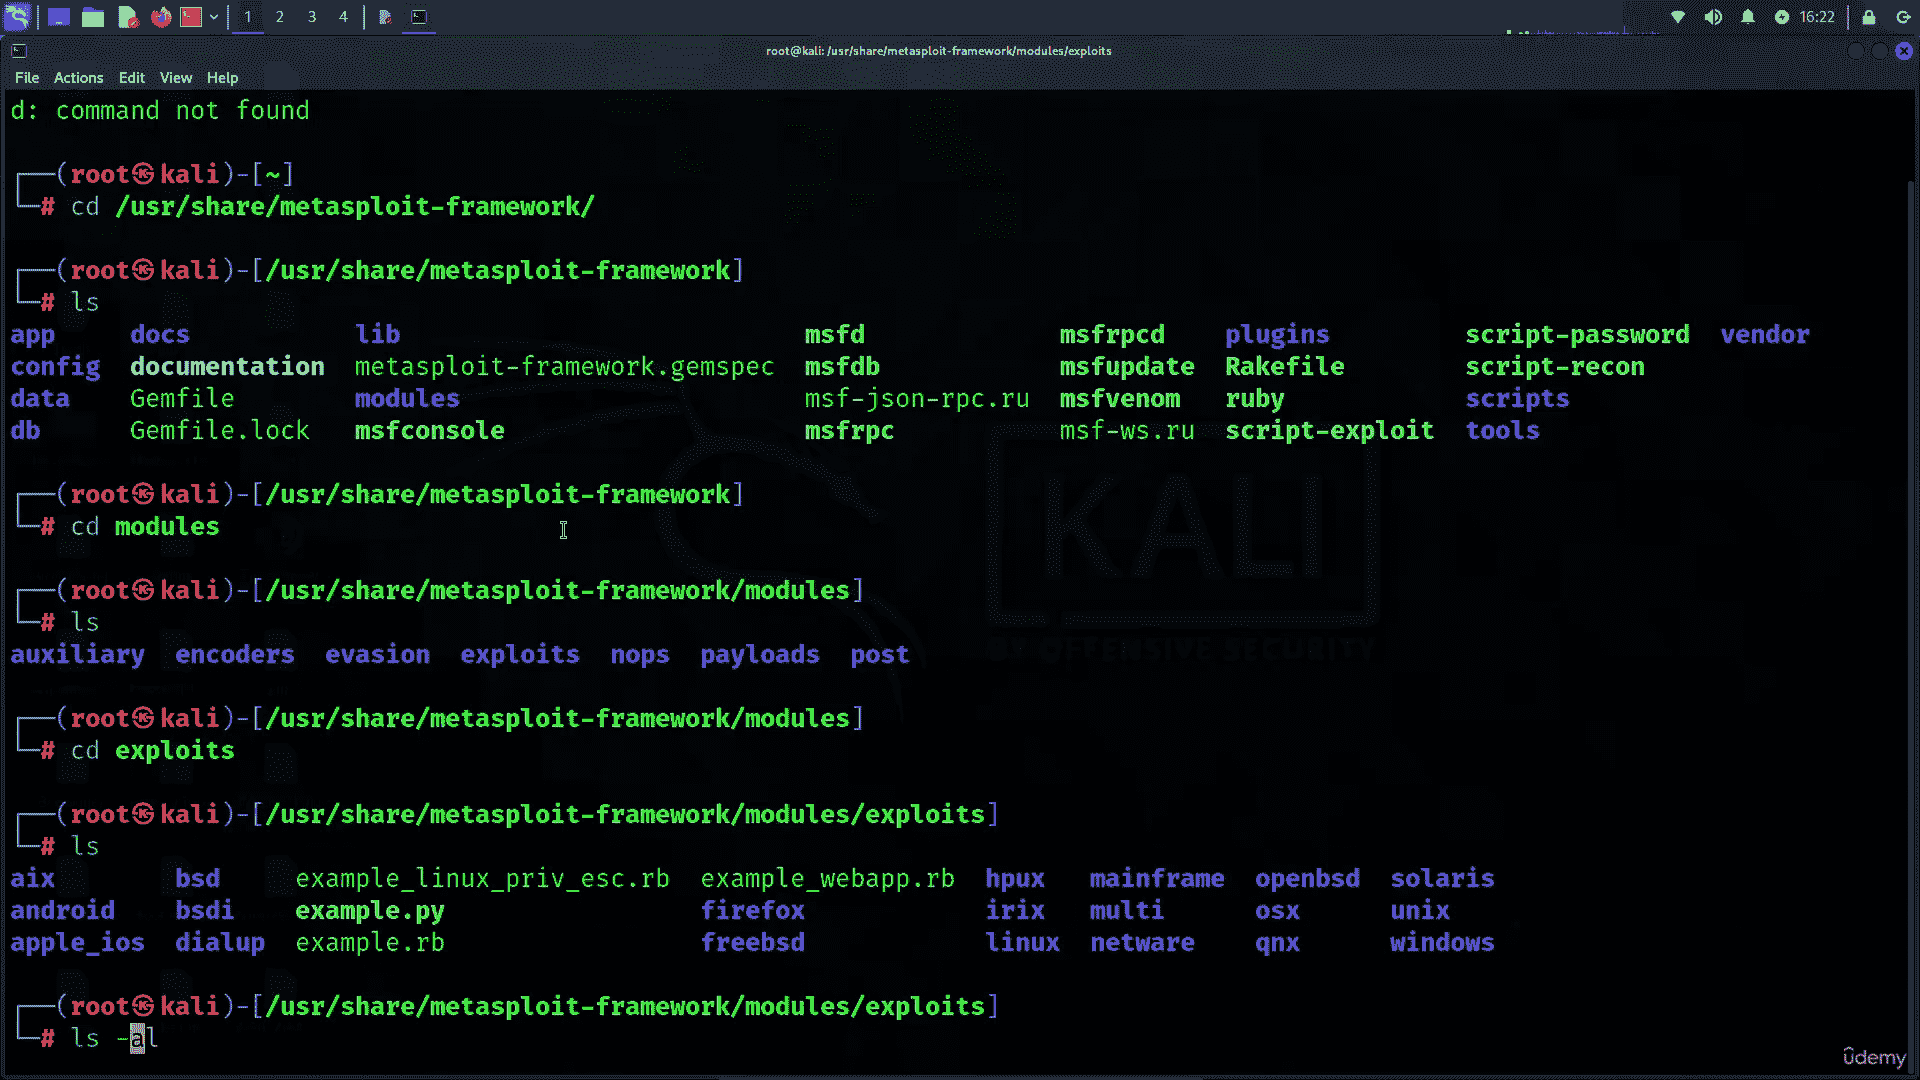 1 2 3 4 16:22
root@kali: /usr/share/metasploit-framework/modules/exploits
File Actions Edit View Help
d: command not found
(root㉿kali)-[~]
# cd /usr/share/metasploit-framework/
(root㉿kali)-[/usr/share/metasploit-framework]
# ls
app docs lib msfd msfrpcd plugins script-password vendor
config documentation metasploit-framework.gemspec msfdb msfupdate Rakefile script-recon
data Gemfile modules msf-json-rpc.ru msfvenom ruby scripts
db Gemfile.lock msfconsole msfrpc msf-ws.ru script-exploit tools
(root㉿kali)-[/usr/share/metasploit-framework]
# cd modules
(root㉿kali)-[/usr/share/metasploit-framework/modules]
# ls
auxiliary encoders evasion exploits nops payloads post
(root㉿kali)-[/usr/share/metasploit-framework/modules]
# cd exploits
(root㉿kali)-[/usr/share/metasploit-framework/modules/exploits]
# ls
aix bsd example_linux_priv_esc.rb example_webapp.rb hpux mainframe openbsd solaris
android bsdi example.py firefox irix multi osx unix
apple_ios dialup example.rb freebsd linux netware qnx windows
(root㉿kali)-[/usr/share/metasploit-framework/modules/exploits]
# ls -al
KALI
BY OFFENSIVE SECURITY
ûdemy